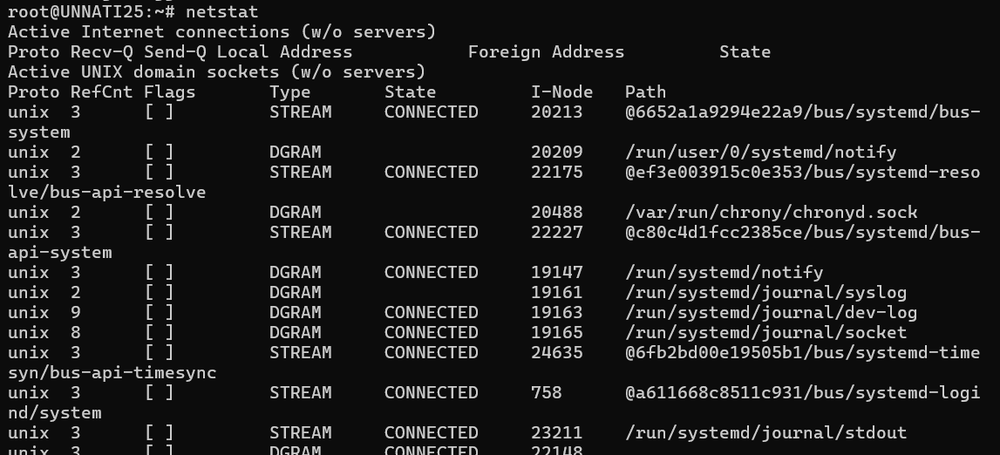 root@UNNATI25:~# netstat
Active Internet connections (w/o servers)
Proto Recv-Q Send-Q Local Address           Foreign Address         State
Active UNIX domain sockets (w/o servers)
Proto RefCnt Flags       Type       State         I-Node   Path
unix  3      [ ]         STREAM     CONNECTED     20213    @6652a1a9294e22a9/bus/systemd/bus-
system
unix  2      [ ]         DGRAM                    20209    /run/user/0/systemd/notify
unix  3      [ ]         STREAM     CONNECTED     22175    @ef3e003915c0e353/bus/systemd-reso
lve/bus-api-resolve
unix  2      [ ]         DGRAM                    20488    /var/run/chrony/chronyd.sock
unix  3      [ ]         STREAM     CONNECTED     22227    @c80c4d1fcc2385ce/bus/systemd/bus-
api-system
unix  3      [ ]         DGRAM      CONNECTED     19147    /run/systemd/notify
unix  2      [ ]         DGRAM                    19161    /run/systemd/journal/syslog
unix  9      [ ]         DGRAM      CONNECTED     19163    /run/systemd/journal/dev-log
unix  8      [ ]         DGRAM      CONNECTED     19165    /run/systemd/journal/socket
unix  3      [ ]         STREAM     CONNECTED     24635    @6fb2bd00e19505b1/bus/systemd-time
syn/bus-api-timesync
unix  3      [ ]         STREAM     CONNECTED     758      @a611668c8511c931/bus/systemd-logi
nd/system
unix  3      [ ]         STREAM     CONNECTED     23211    /run/systemd/journal/stdout
unix  3      [ ]         DGRAM      CONNECTED     22148